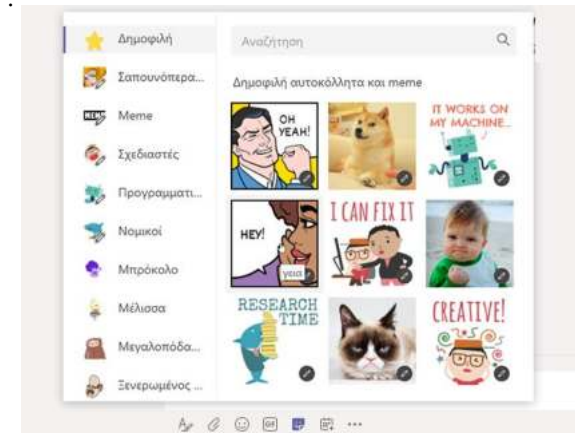 Δημοφιλή
Σαπουνόπερα...
Meme
Σχεδιαστές
Προγραμματι...
Νομικοί
Μπρόκολο
Μέλισσα
Μεγαλοπόδα...
Ξενερωμένος ...
Αναζήτηση
Δημοφιλή αυτοκόλλητα και meme
OH
YEAH!
IT WORKS ON
MY MACHINE...
HEY!
γεια
I CAN FIX IT
RESEARCH
TIME
CREATIVE!
GIF